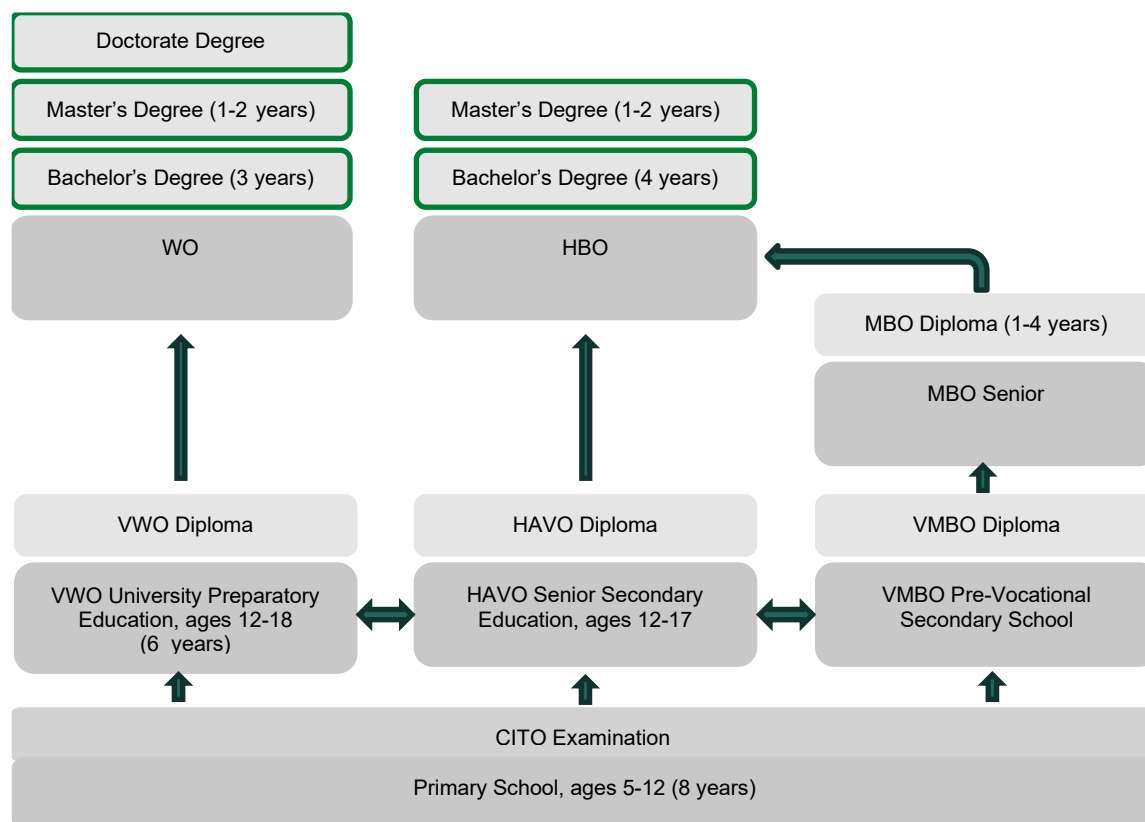 Doctorate Degree
Master's Degree (1-2 years)
Master's Degree (1-2 years)
Bachelor's Degree (3 years)
Bachelor's Degree (4 years)
WO
HBO
MBO Diploma (1-4 years)
MBO Senior
VWO Diploma
HAVO Diploma
VMBO Diploma
VWO University Preparatory
Education, ages 12-18
(6 years)
HAVO Senior Secondary
Education, ages 12-17
VMBO Pre-Vocational
Secondary School
CITO Examination
Primary School, ages 5-12 (8 years)